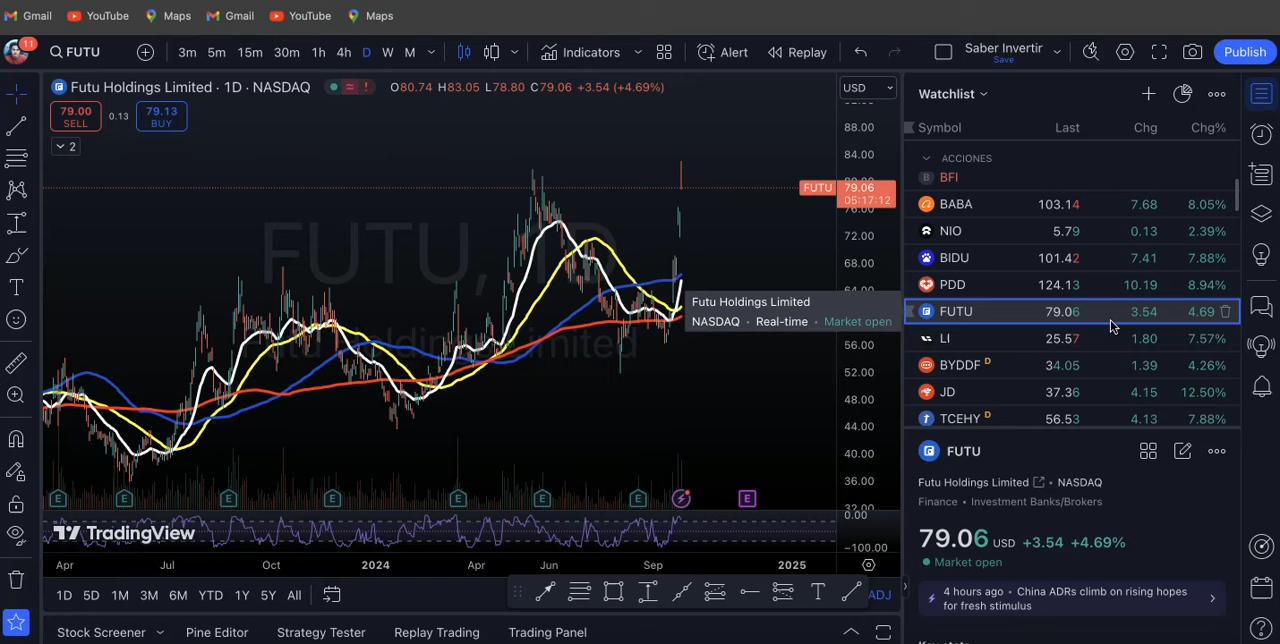 Gmail YouTube Maps Gmail YouTube Maps
11 FUTU 3m 5m 15m 30m 1h 4h D W M Indicators Alert Replay Saber Invertir Save Publish
Futu Holdings Limited · 1D · NASDAQ O80.74 H83.05 L78.80 C79.06 +3.54 (+4.69%) USD
79.00 SELL 0.13 79.13 BUY
2
88.00
84.00
FUTU 79.06
05:17:12
76.00
72.00
68.00
64.00
56.00
52.00
48.00
44.00
40.00
36.00
32.00
0.00
−100.00
FUTU, 1D
Futu Holdings Limited
Futu Holdings Limited
NASDAQ • Real-time • Market open
E E E E E E E E
TradingView
Apr Jul Oct 2024 Apr Jun Sep 2025
1D 5D 1M 3M 6M YTD 1Y 5Y All ADJ
Stock Screener Pine Editor Strategy Tester Replay Trading Trading Panel
Watchlist
Symbol Last Chg Chg%
ACCIONES
BFI
BABA 103.14 7.68 8.05%
NIO 5.79 0.13 2.39%
BIDU 101.42 7.41 7.88%
PDD 124.13 10.19 8.94%
FUTU 79.06 3.54 4.69
LI 25.57 1.80 7.57%
BYDDF D 34.05 1.39 4.26%
JD 37.36 4.15 12.50%
TCEHY D 56.53 4.13 7.88%
FUTU
Futu Holdings Limited • NASDAQ
Finance • Investment Banks/Brokers
79.06 USD +3.54 +4.69%
Market open
4 hours ago • China ADRs climb on rising hopes
for fresh stimulus